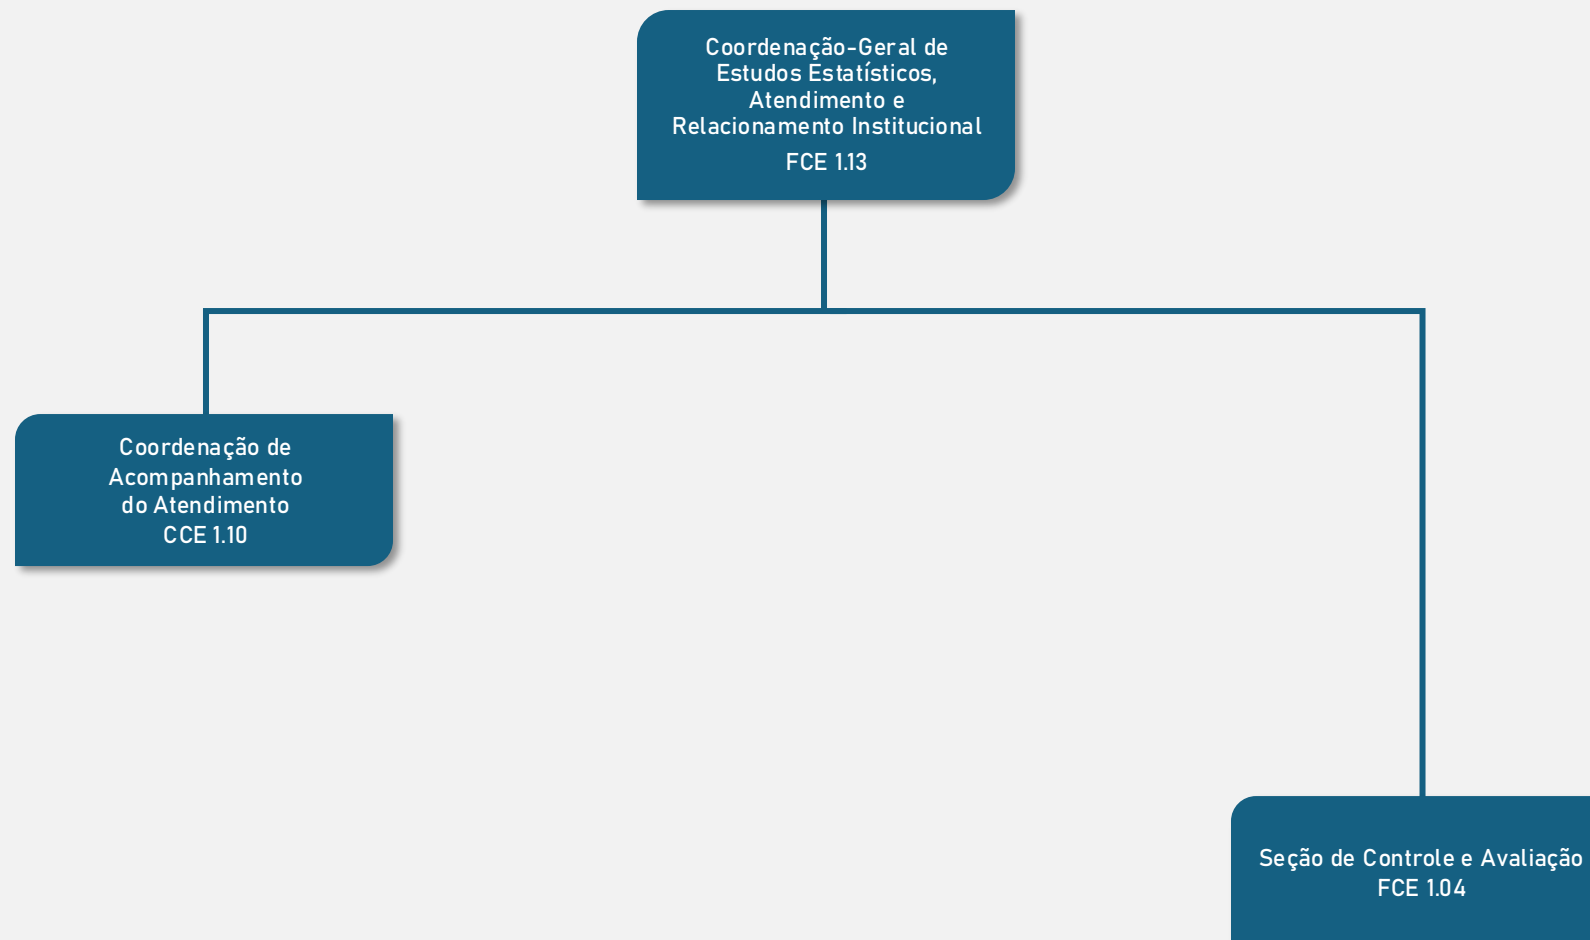 Coordenação-Geral de
Estudos Estatísticos,
Atendimento e
Relacionamento Institucional
FCE 1.13
Coordenação de
Acompanhamento
do Atendimento
CCE 1.10
Seção de Controle e Avaliação
FCE 1.04